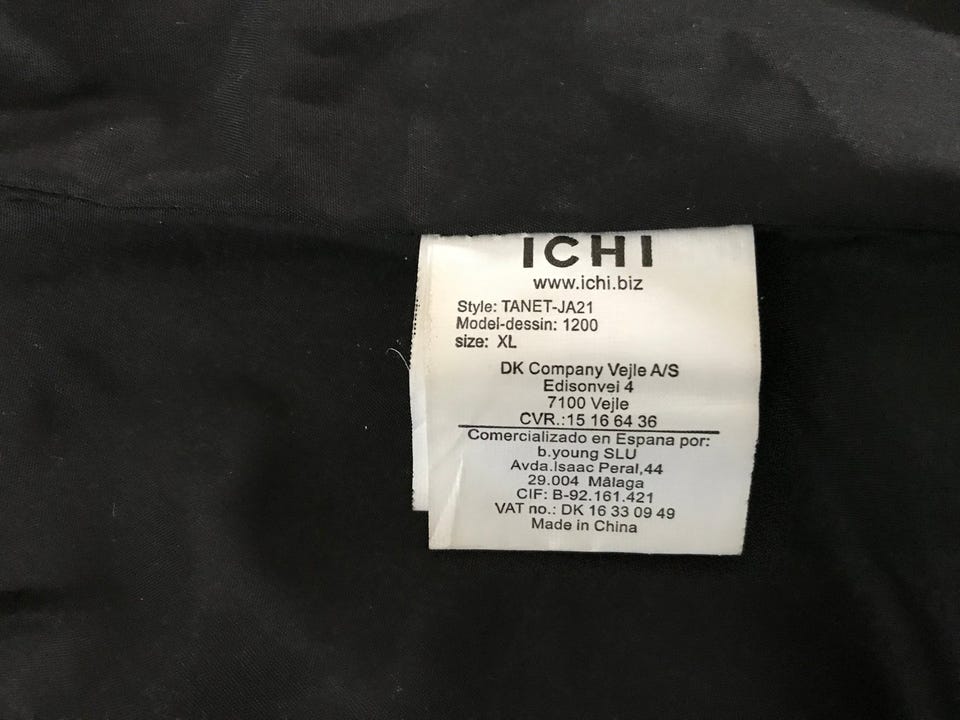 ICHI
www.ichi.biz
Style: TANET-JA21
Model-dessin: 1200
size: XL
DK Company Vejle A/S
Edisonvei 4
7100 Vejle
CVR.:15 16 64 36
Comercializado en Espana por:
b.young SLU
Avda.Isaac Peral,44
29.004 Málaga
CIF: B-92.161.421
VAT no.: DK 16 33 09 49
Made in China